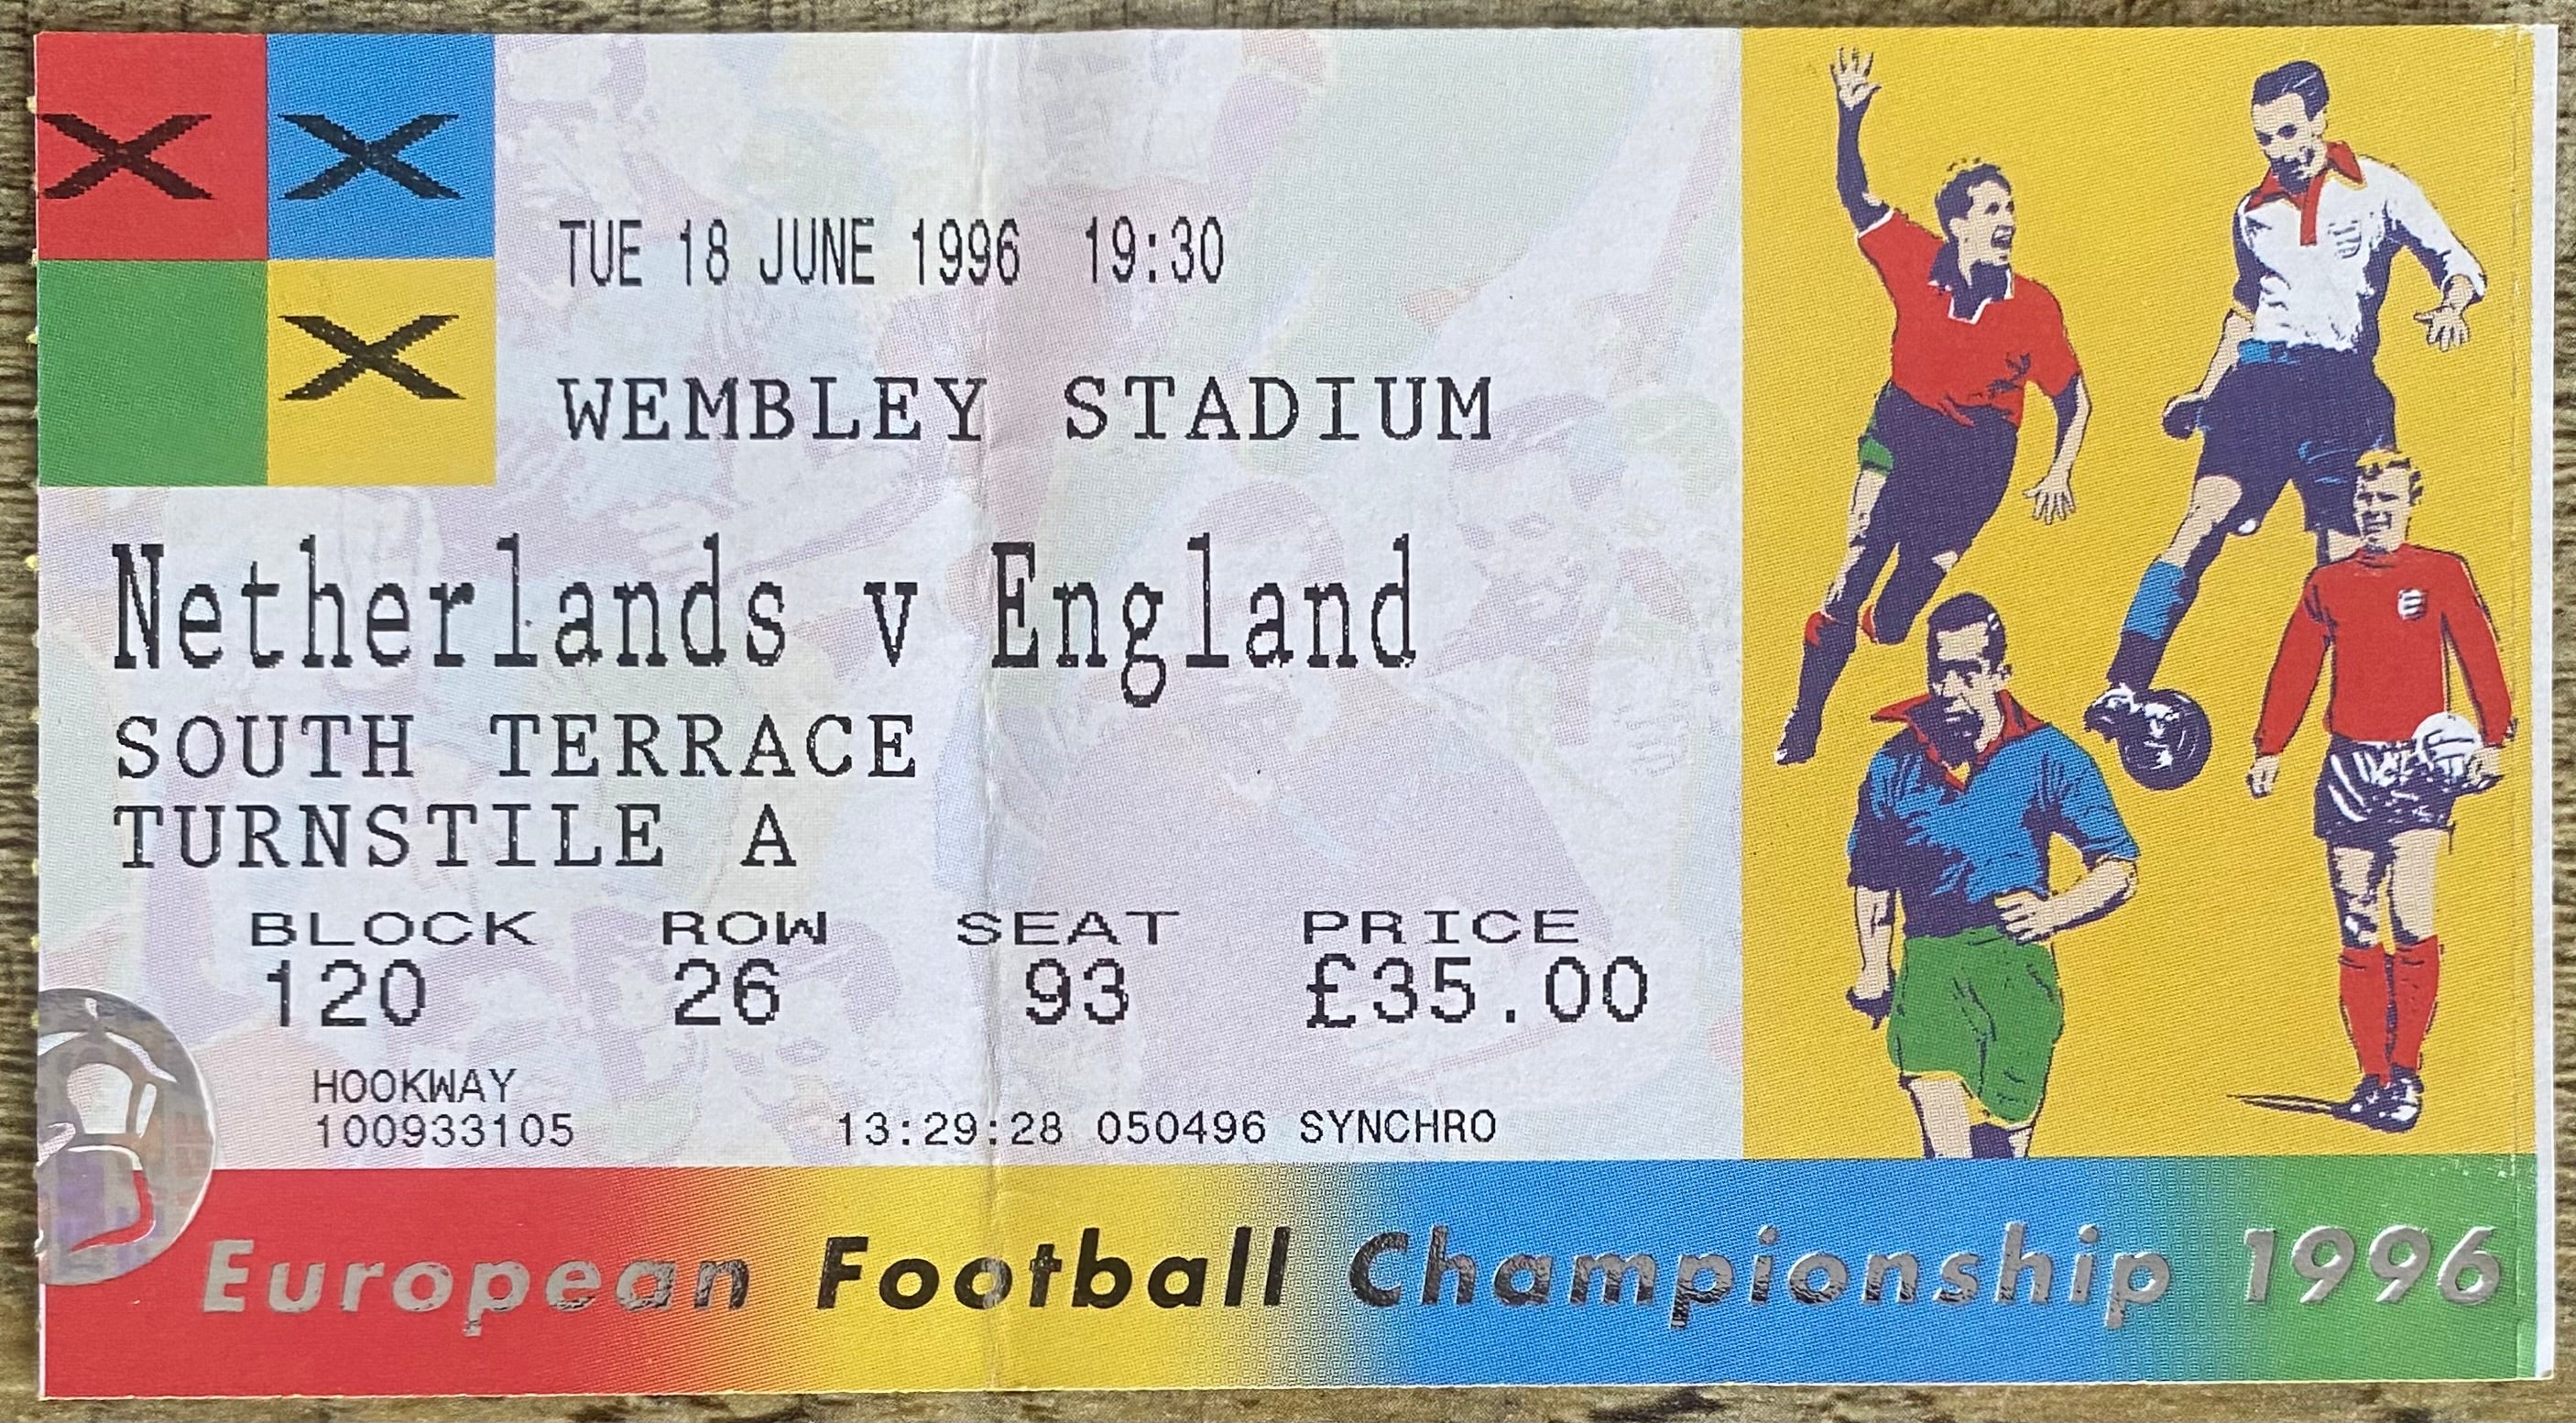 TUE 18 JUNE 1996 19:30
WEMBLEY STADIUM
Netherlands v England
SOUTH TERRACE
TURNSTILE A
BLOCK ROW SEAT PRICE
120 26 93 £35.00
HOOKWAY
100933105 13:29:28 050496 SYNCHRO
European Football Championship 1996